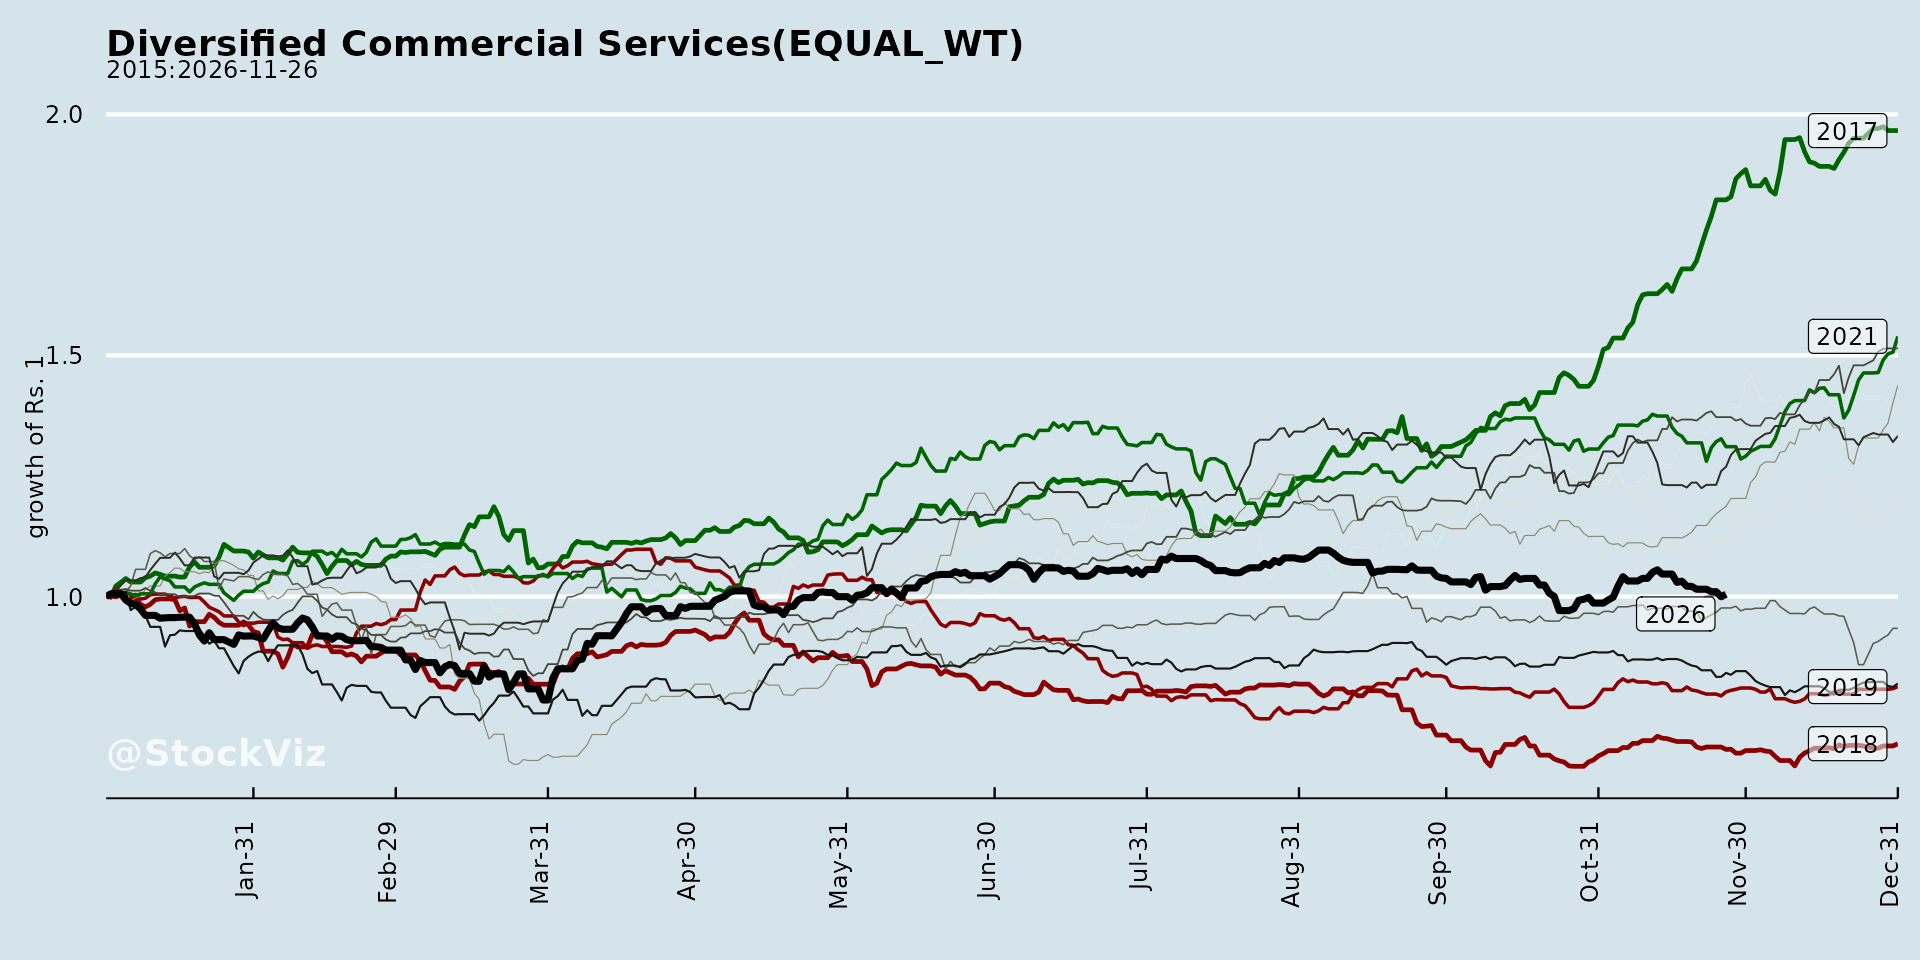 Diversified Commercial Services(EQUAL_WT)
2015:2026-11-26
2.0
1.5
1.0
growth of Rs. 1
2017
2021
2026
2019
2018
@StockViz
Jan-31
Feb-29
Mar-31
Apr-30
May-31
Jun-30
Jul-31
Aug-31
Sep-30
Oct-31
Nov-30
Dec-31